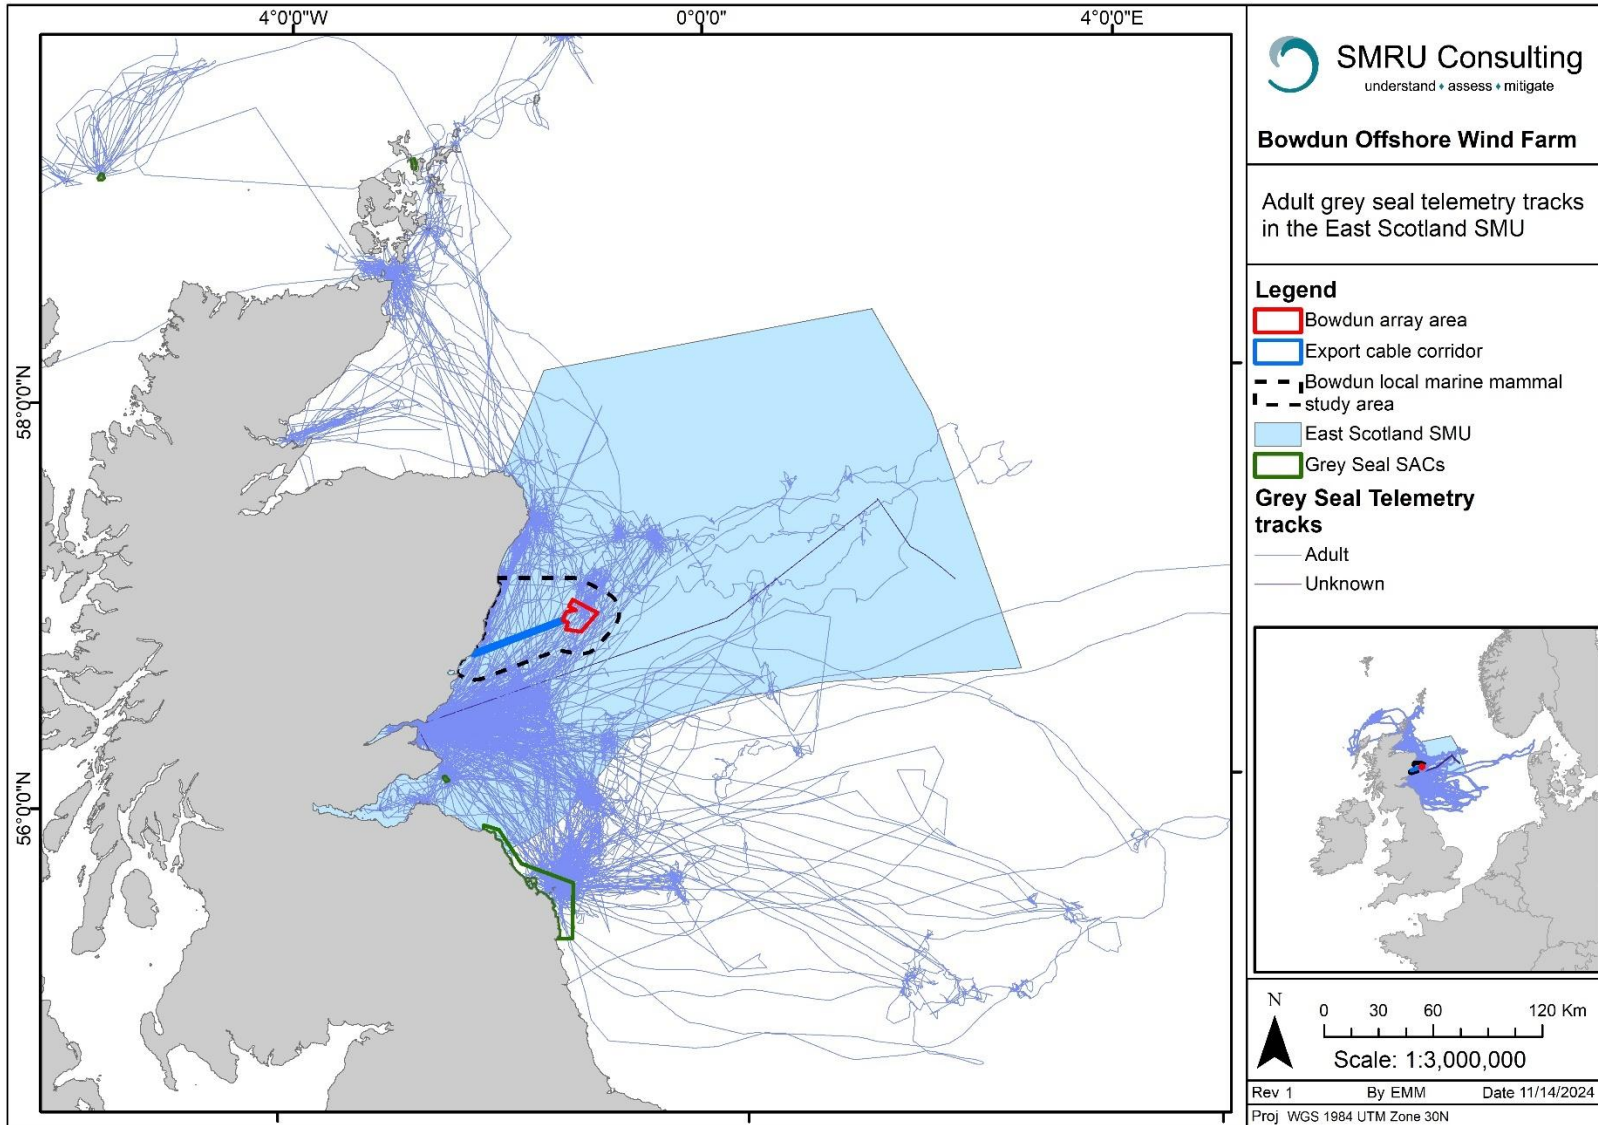 4°0'0"W
0°0'0"
4°0'0"E
58°0'0"N
56°0'0"N
SMRU Consulting
understand ♦ assess ♦ mitigate
Bowdun Offshore Wind Farm
Adult grey seal telemetry tracks
in the East Scotland SMU
Legend
Bowdun array area
Export cable corridor
Bowdun local marine mammal
study area
East Scotland SMU
Grey Seal SACs
Grey Seal Telemetry
tracks
Adult
Unknown
N
0 30 60 120 Km
Scale: 1:3,000,000
Rev 1 By EMM Date 11/14/2024
Proj WGS 1984 UTM Zone 30N